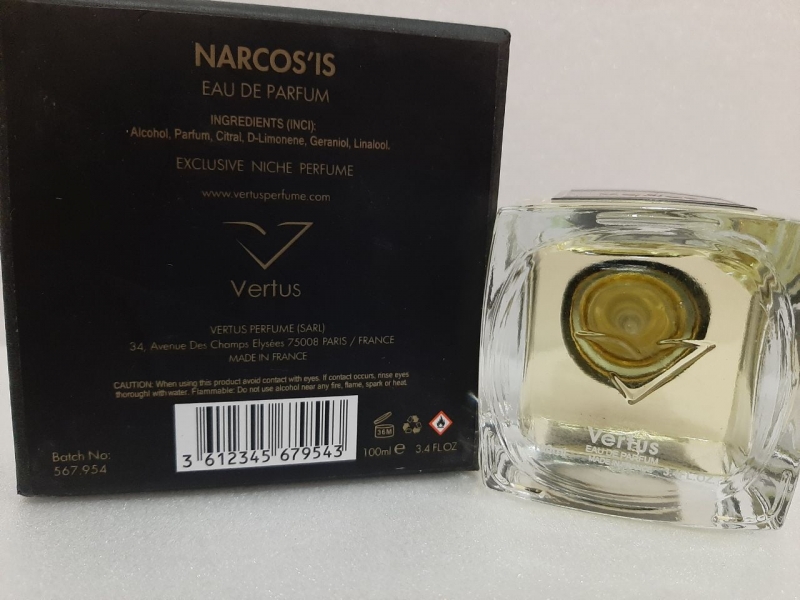 NARCOS'IS
EAU DE PARFUM
INGREDIENTS (INCI):
Alcohol, Parfum, Citral, D-Limonene, Geraniol, Linalool.
EXCLUSIVE NICHE PERFUME
www.vertusperfume.com
Vertus
VERTUS PERFUME (SARL)
34, Avenue Des Champs Elysées 75008 PARIS / FRANCE
MADE IN FRANCE
CAUTION: When using this product avoid contact with eyes. If contact occurs, rinse eyes
thoroughl with water. Flammable: Do not use alcohol near any fire, flame, spark or heat.
Batch No:
567.954
3 612345 679543
36M
100ml e 3.4 FL.OZ
Vertus
EAU DE PARFUM